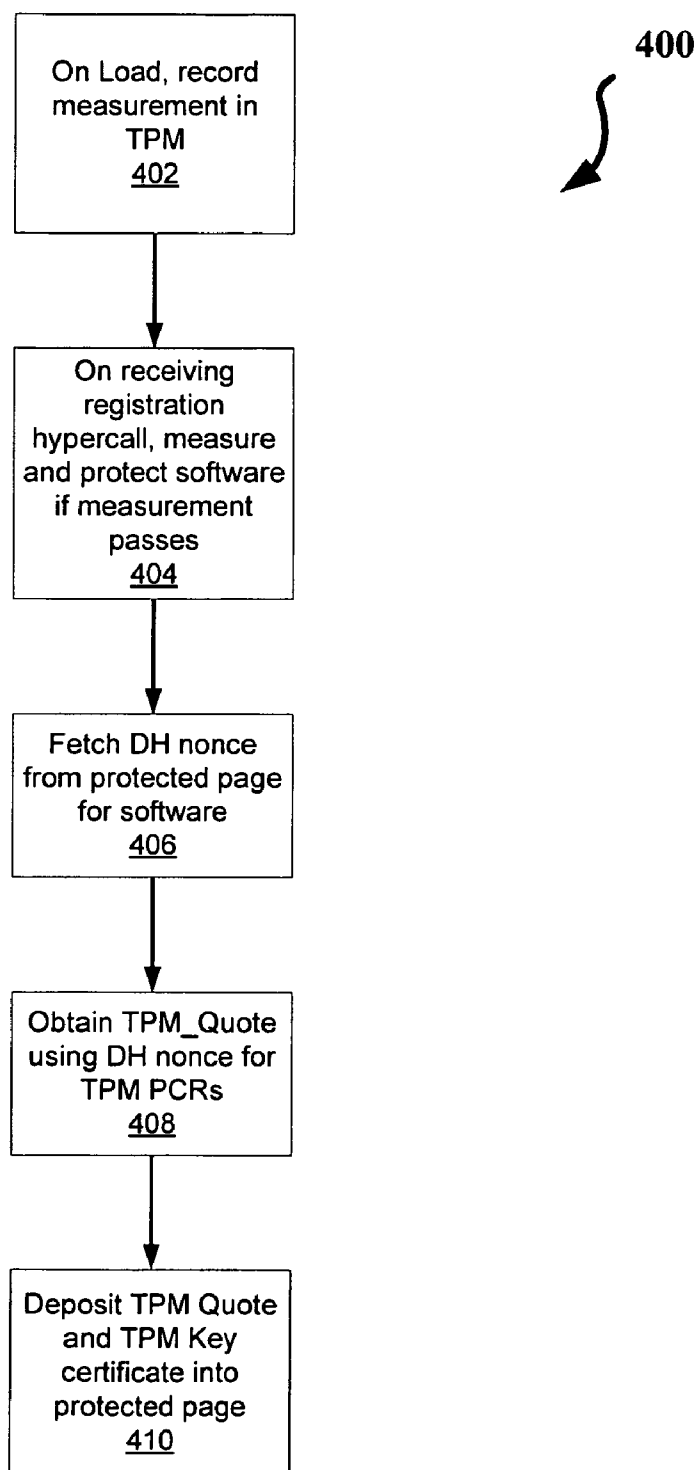 400
On Load, record
measurement in
TPM
402
On receiving
registration
hypercall, measure
and protect software
if measurement
passes
404
Fetch DH nonce
from protected page
for software
406
Obtain TPM_Quote
using DH nonce for
TPM PCRs
408
Deposit TPM Quote
and TPM Key
certificate into
protected page
410